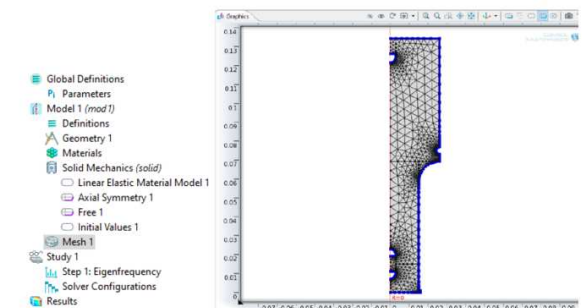 Global Definitions
Pi Parameters
Model 1 (mod1)
Definitions
Geometry 1
Materials
Solid Mechanics (solid)
Linear Elastic Material Model 1
Axial Symmetry 1
Free 1
Initial Values 1
Mesh 1
Study 1
Step 1: Eigenfrequency
Solver Configurations
Results
Graphics
0.14
0.13
0.12
0.11
0.1
0.09
0.08
0.07
0.06
0.05
0.04
0.03
0.02
0.01
0